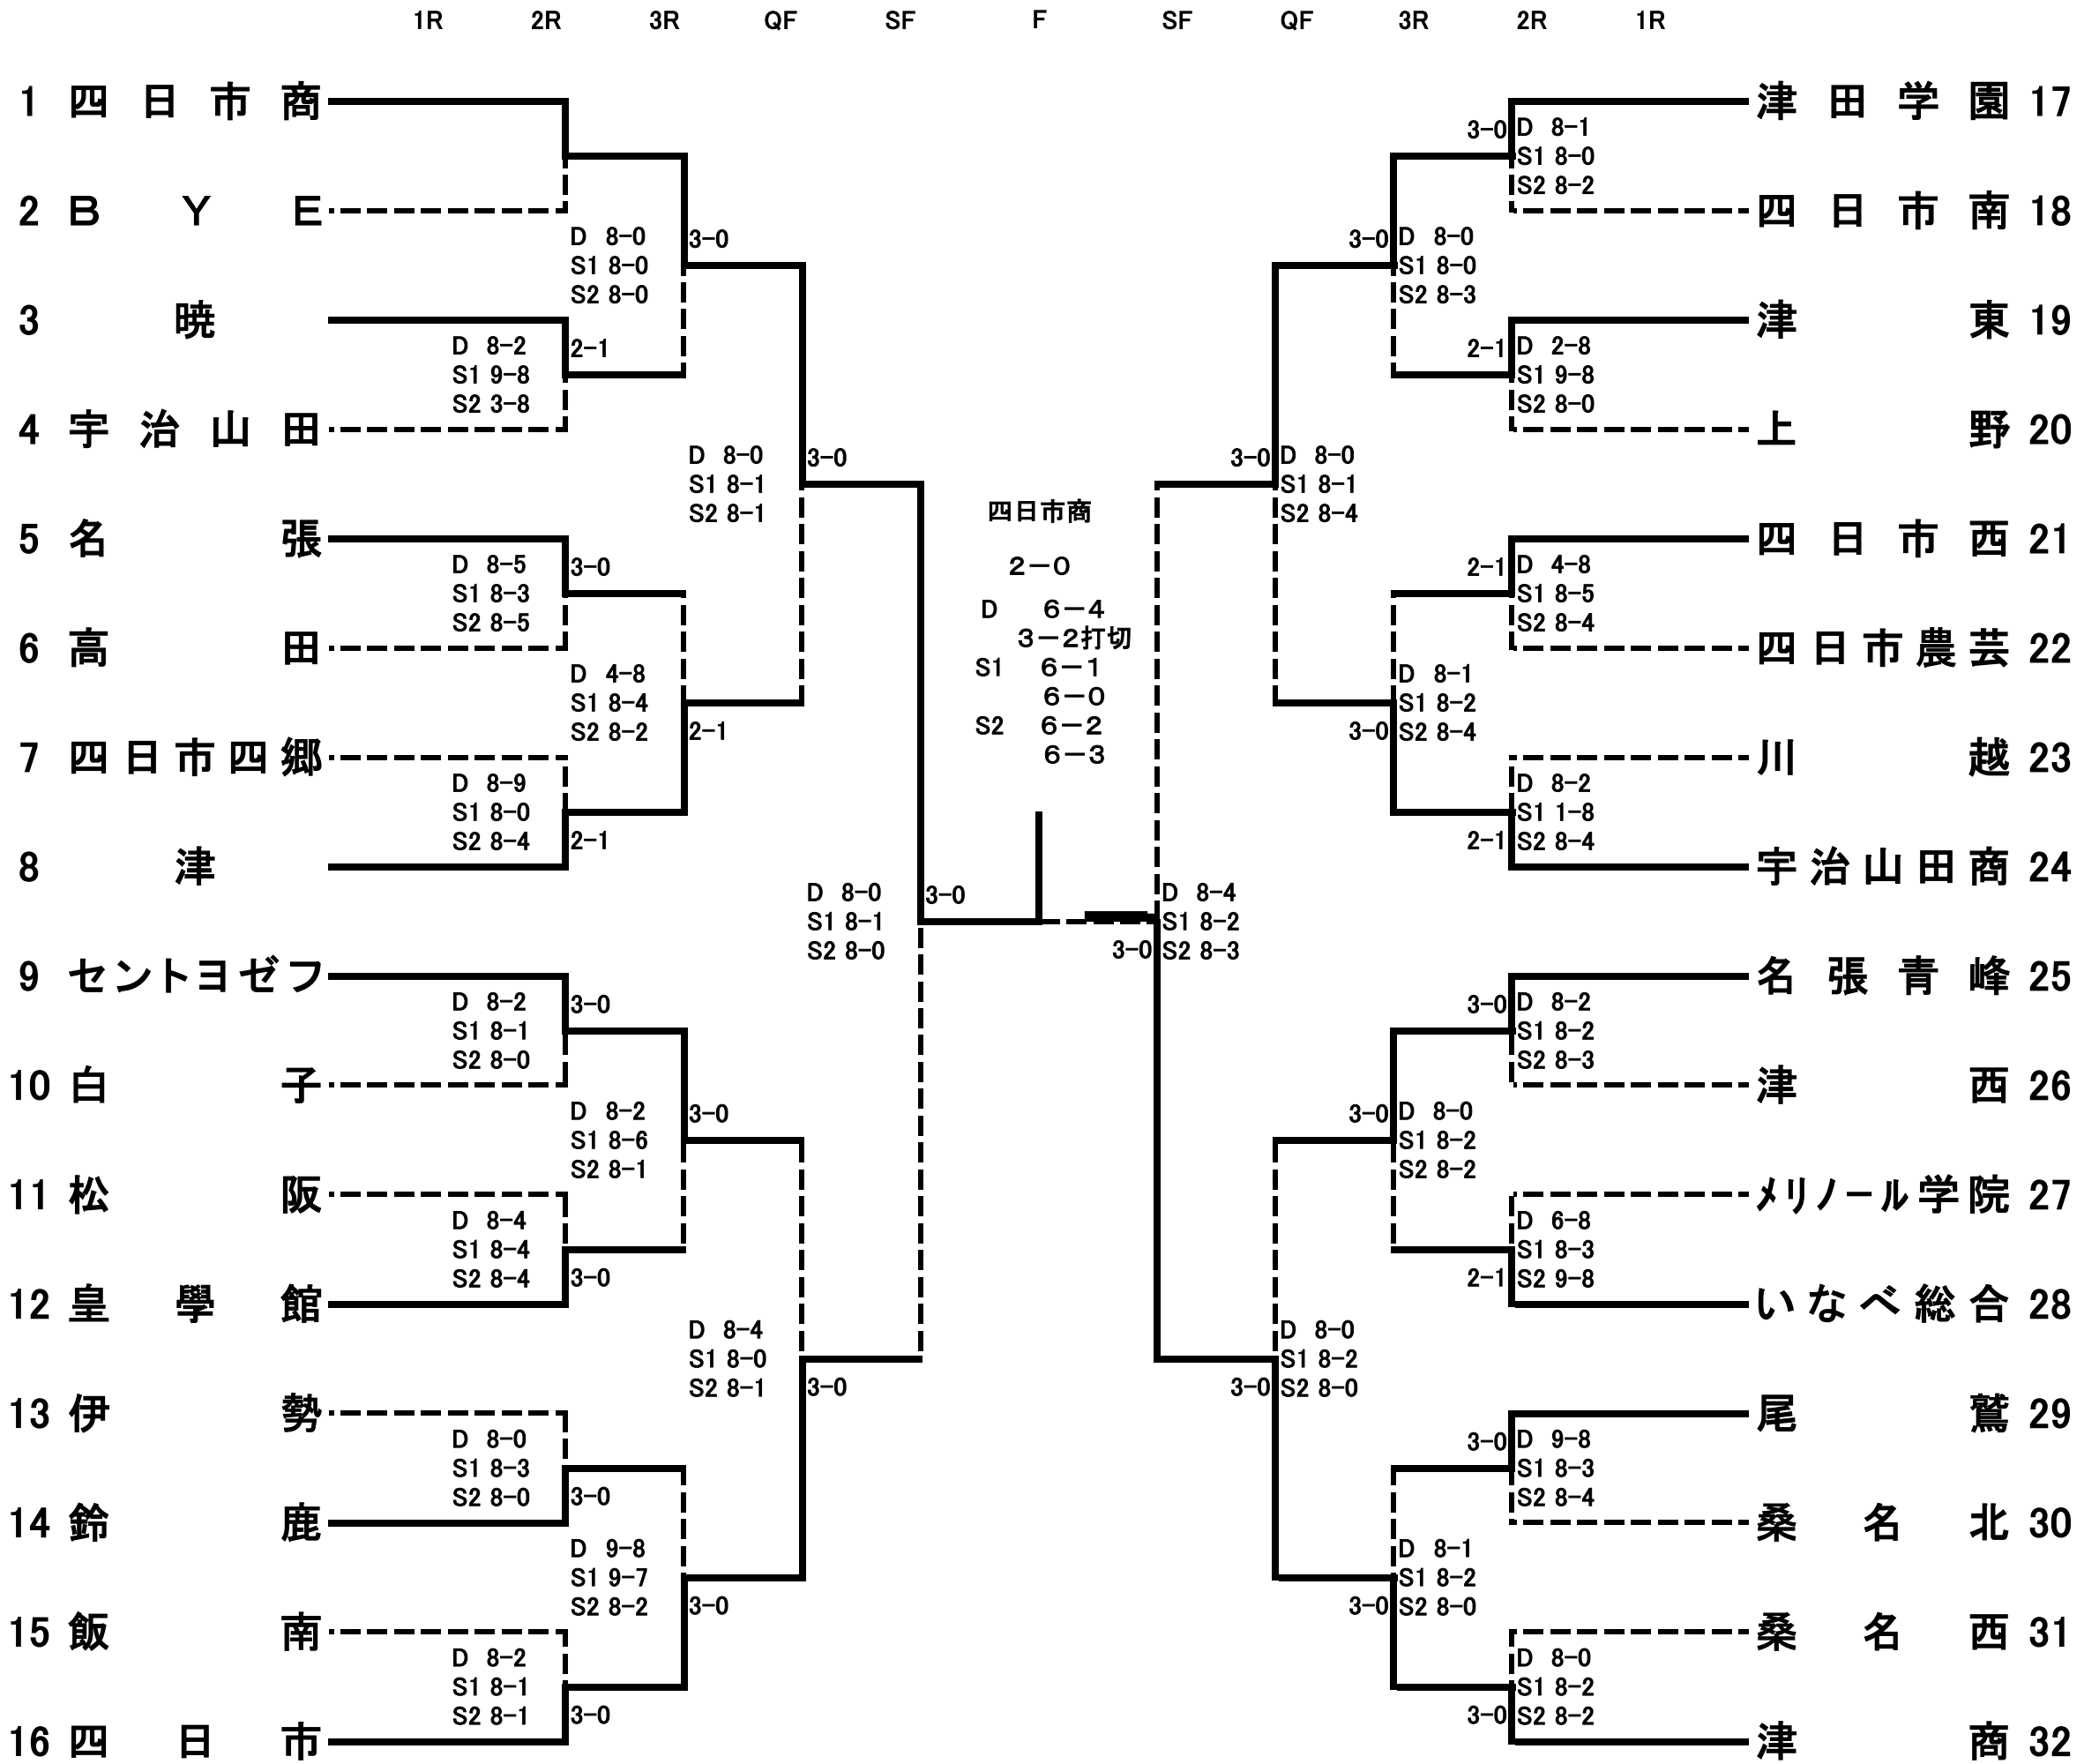 1R 2R 3R QF SF F SF QF 3R 2R 1R
1 四日市商
2 ＢＹＥ
3 暁
4 宇治山田
5 名張
6 高田
7 四日市四郷
8 津
9 セントヨゼフ
10 白子
11 松阪
12 皇學館
13 伊勢
14 鈴鹿
15 飯南
16 四日市
D 8-2
S1 9-8
S2 3-8
2-1
D 8-5
S1 8-3
S2 8-5
3-0
D 8-9
S1 8-0
S2 8-4
2-1
D 8-2
S1 8-1
S2 8-0
3-0
D 8-4
S1 8-4
S2 8-4
3-0
D 8-0
S1 8-3
S2 8-0
3-0
D 8-2
S1 8-1
S2 8-1
3-0
D 8-0
S1 8-0
S2 8-0
3-0
D 4-8
S1 8-4
S2 8-2
2-1
D 8-2
S1 8-6
S2 8-1
3-0
D 9-8
S1 9-7
S2 8-2
3-0
D 8-0
S1 8-1
S2 8-1
3-0
D 8-4
S1 8-0
S2 8-1
3-0
D 8-0
S1 8-1
S2 8-0
3-0
四日市商
２－０
D ６－４
３－２打切
S1 ６－１
６－０
S2 ６－２
６－３
D 8-4
S1 8-2
S2 8-3
3-0
D 8-0
S1 8-1
S2 8-4
3-0
D 8-0
S1 8-2
S2 8-0
3-0
D 8-0
S1 8-0
S2 8-3
3-0
D 8-1
S1 8-2
S2 8-4
3-0
D 8-0
S1 8-2
S2 8-2
3-0
D 8-1
S1 8-2
S2 8-0
3-0
D 8-1
S1 8-0
S2 8-2
3-0
D 2-8
S1 9-8
S2 8-0
2-1
D 4-8
S1 8-5
S2 8-4
2-1
D 8-2
S1 1-8
S2 8-4
2-1
D 8-2
S1 8-2
S2 8-3
3-0
D 6-8
S1 8-3
S2 9-8
2-1
D 9-8
S1 8-3
S2 8-4
3-0
D 8-0
S1 8-2
S2 8-2
3-0
津田学園 17
四日市南 18
津東 19
上野 20
四日市西 21
四日市農芸 22
川越 23
宇治山田商 24
名張青峰 25
津西 26
ﾒﾘﾉｰﾙ学院 27
いなべ総合 28
尾鷲 29
桑名北 30
桑名西 31
津商 32